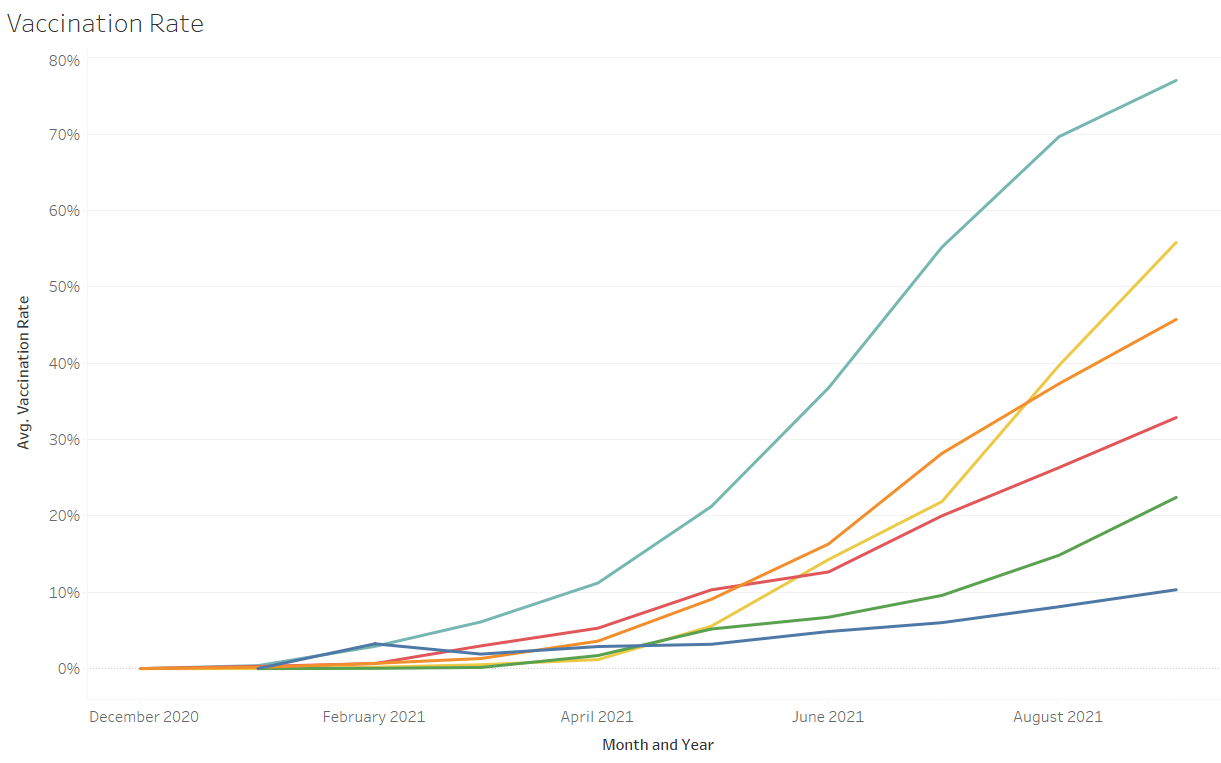 Vaccination Rate
80%
70%
60%
50%
40%
30%
20%
10%
0%
Avg. Vaccination Rate
December 2020
February 2021
April 2021
June 2021
August 2021
Month and Year